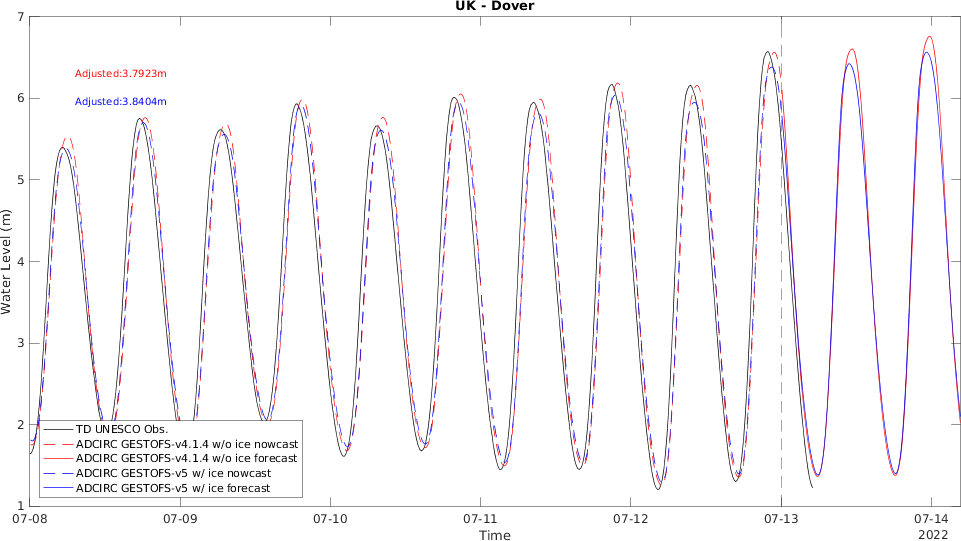 UK - Dover
7
Adjusted:3.7923m
6
Adjusted:3.8404m
5
4
3
2
1
Water Level (m)
TD UNESCO Obs.
ADCIRC GESTOFS-v4.1.4 w/o ice nowcast
ADCIRC GESTOFS-v4.1.4 w/o ice forecast
ADCIRC GESTOFS-v5 w/ ice nowcast
ADCIRC GESTOFS-v5 w/ ice forecast
07-08 07-09 07-10 07-11 07-12 07-13 07-14
Time
2022